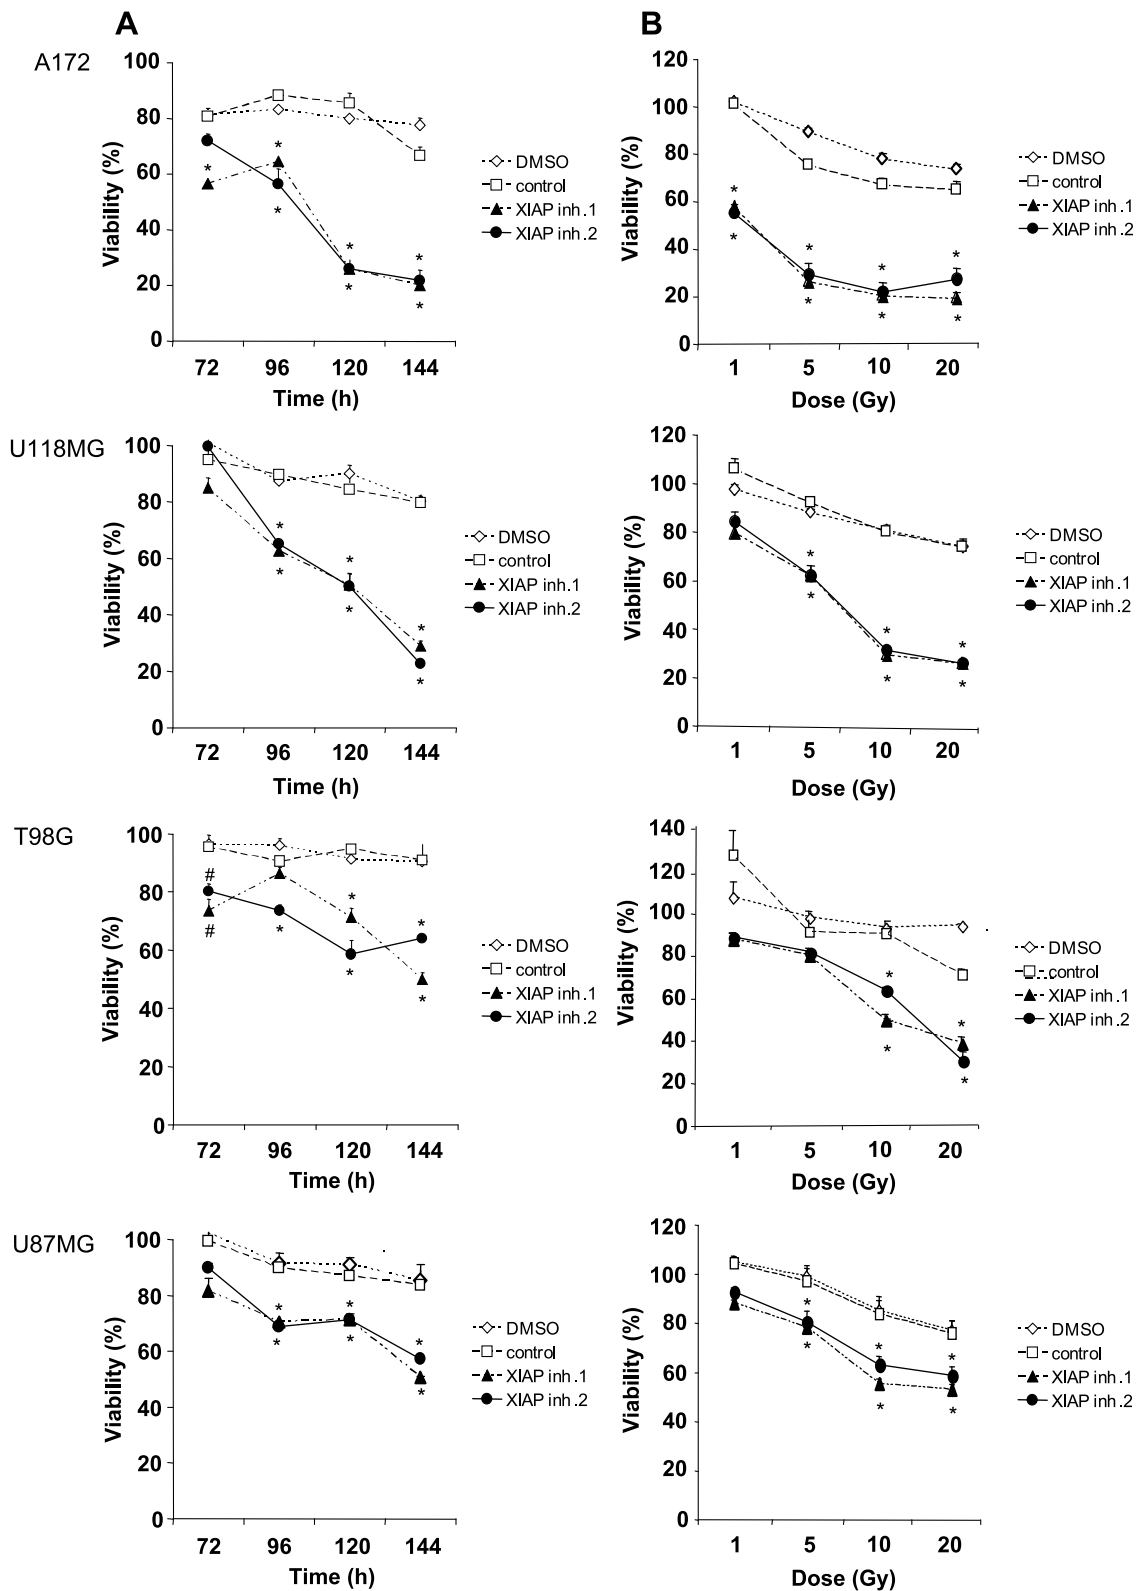 A
B
A172
Viability (%)
100
80
60
40
20
0
72 96 120 144
Time (h)
* * * * * * *
DMSO
control
XIAP inh.1
XIAP inh.2
Viability (%)
120
100
80
60
40
20
0
1 5 10 20
Dose (Gy)
* * * * * * * *
DMSO
control
XIAP inh.1
XIAP inh.2
U118MG
Viability (%)
100
80
60
40
20
0
72 96 120 144
Time (h)
* * * * * *
DMSO
control
XIAP inh.1
XIAP inh.2
Viability (%)
120
100
80
60
40
20
0
1 5 10 20
Dose (Gy)
* * * * * *
DMSO
control
XIAP inh.1
XIAP inh.2
T98G
Viability (%)
100
80
60
40
20
0
72 96 120 144
Time (h)
# # * * * * *
DMSO
control
XIAP inh.1
XIAP inh.2
Viability (%)
140
120
100
80
60
40
20
0
1 5 10 20
Dose (Gy)
* * * *
DMSO
control
XIAP inh.1
XIAP inh.2
U87MG
Viability (%)
100
80
60
40
20
0
72 96 120 144
Time (h)
* * * * * *
DMSO
control
XIAP inh.1
XIAP inh.2
Viability (%)
120
100
80
60
40
20
0
1 5 10 20
Dose (Gy)
* * * * * *
DMSO
control
XIAP inh.1
XIAP inh.2